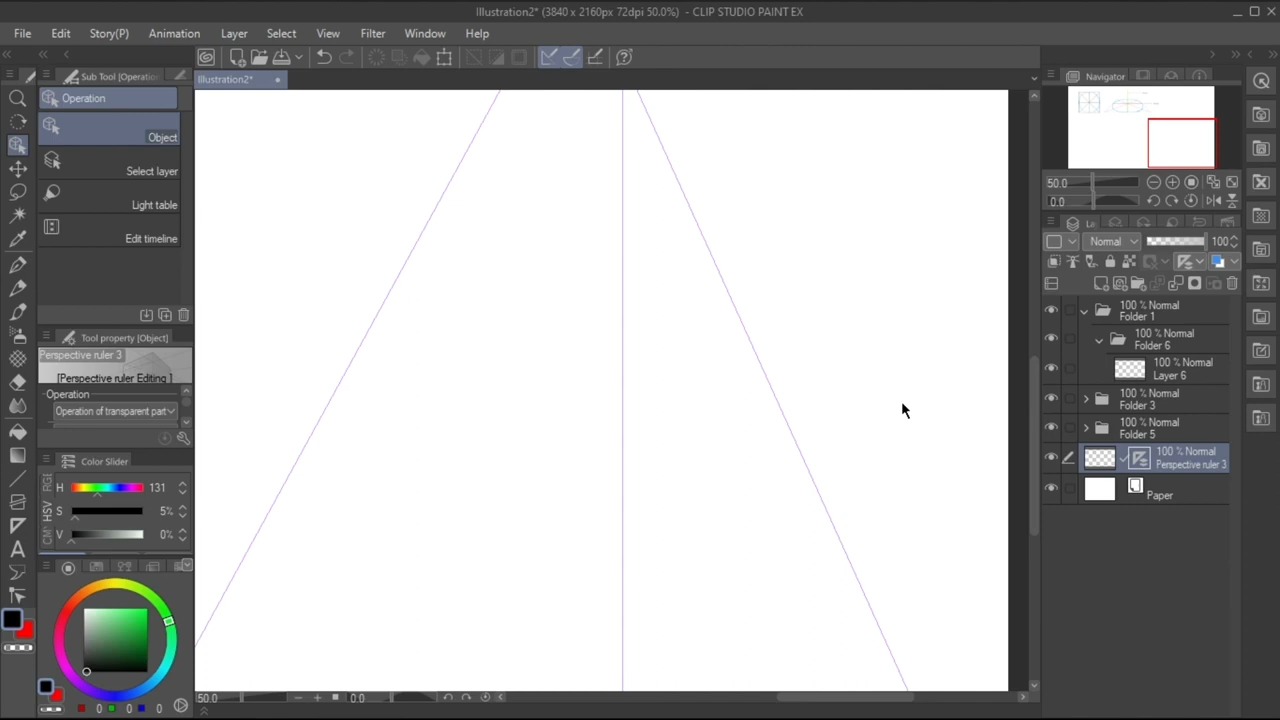 Illustration2* (3840 x 2160px 72dpi 50.0%) - CLIP STUDIO PAINT EX
File Edit Story(P) Animation Layer Select View Filter Window Help
Sub Tool [Operatio
Illustration2*
Navigator
Operation
Object
Select layer
Light table
Edit timeline
50.0
0.0
Normal 100
100 % Normal
Folder 1
100 % Normal
Folder 6
100 % Normal
Layer 6
100 % Normal
Folder 3
100 % Normal
Folder 5
100 % Normal
Perspective ruler 3
Paper
Tool property [Object]
Perspective ruler 3
[Perspective ruler Editing ]
Operation
Operation of transparent part
Color Slider
RGB
HSV
CM
H 131
S 5%
V 0%
0 0 0
50.0 0.0